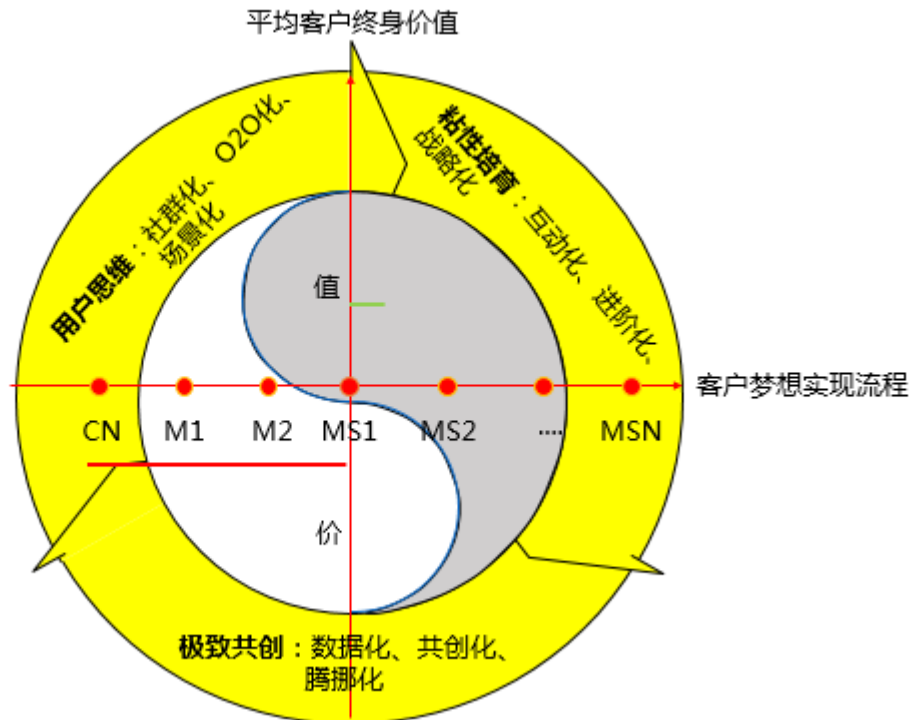 平均客户终身价值
用户思维：社群化、O2O化、
场景化
粘性培育：互动化、进阶化、
战略化
值
客户梦想实现流程
CN M1 M2 MS1 MS2 .... MSN
价
极致共创：数据化、共创化、
腾挪化